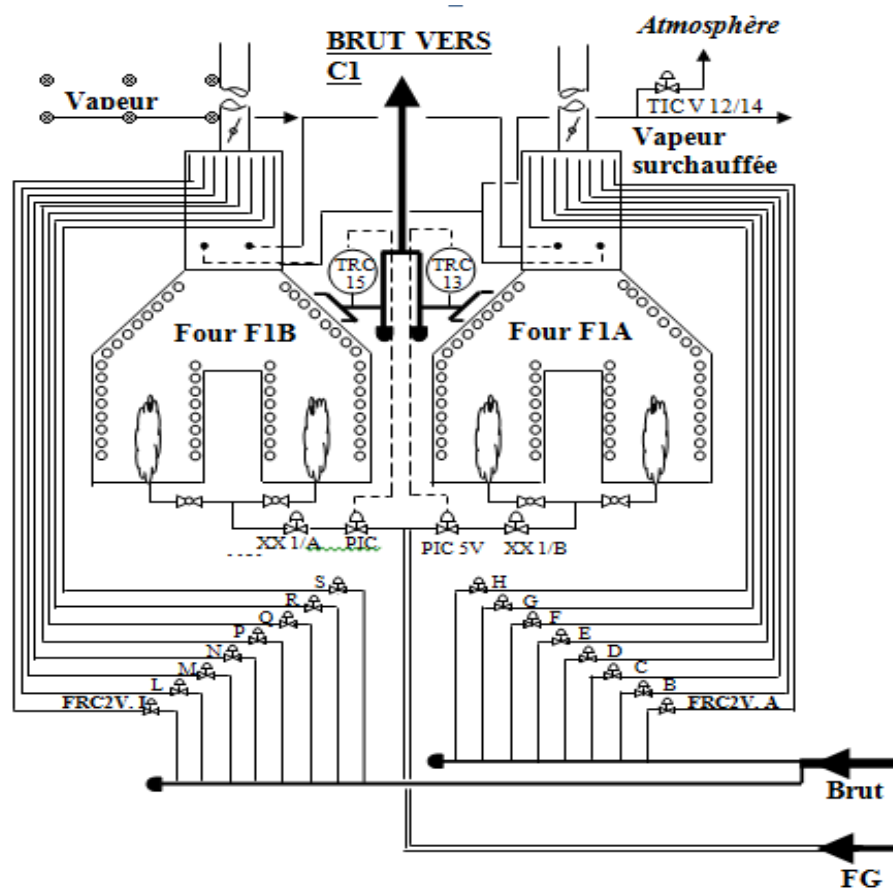 BRUT VERS
C1
Atmosphère
Vapeur
TIC V 12/14
Vapeur
surchauffée
TRC
15
TRC
13
Four F1B
Four F1A
XX 1/A
PIC
PIC 5V
XX 1/B
S
H
R
G
Q
F
P
E
N
D
M
C
L
B
FRC2V. I
FRC2V. A
Brut
FG